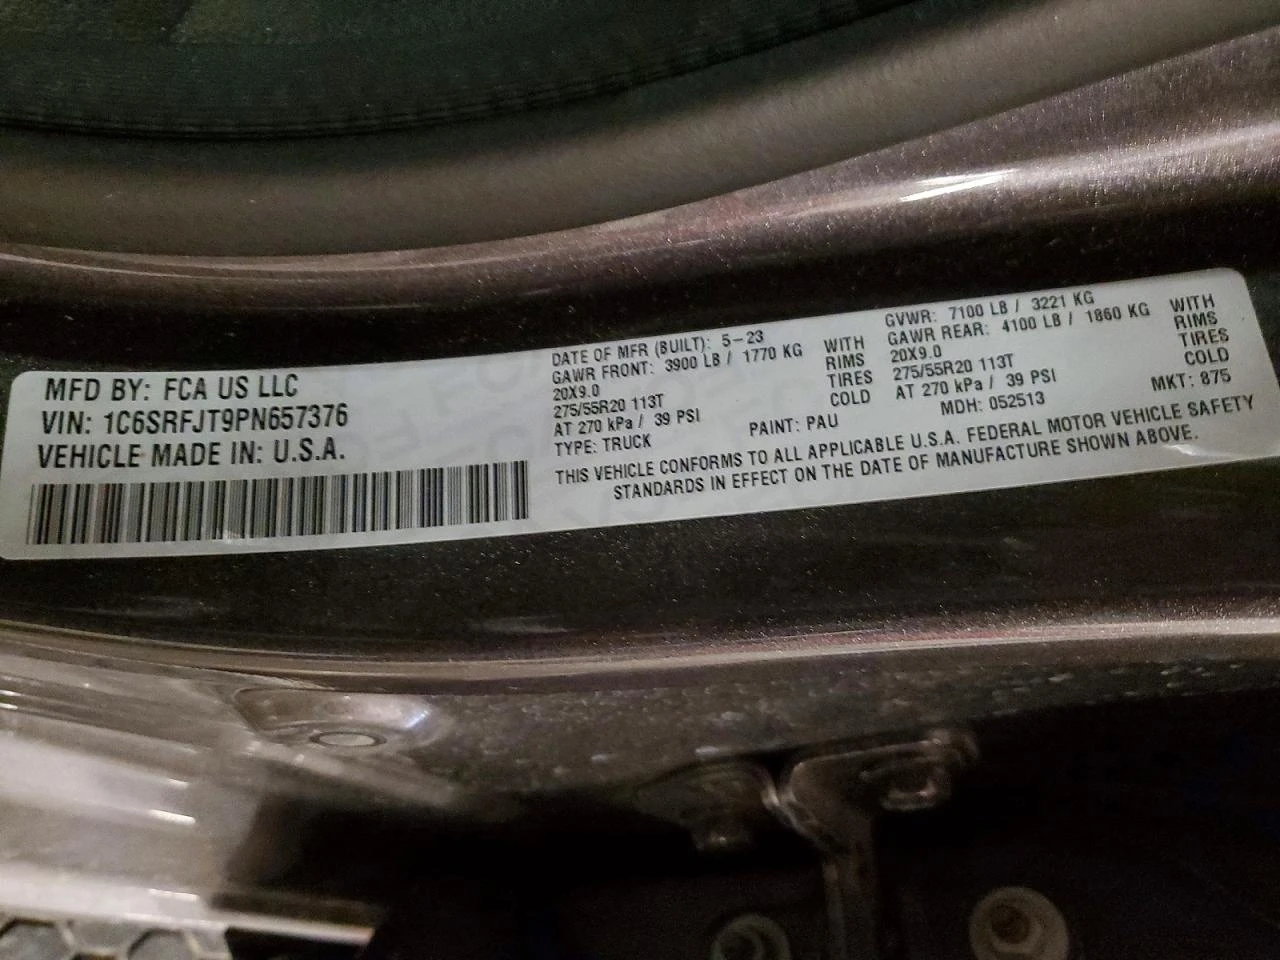 MFD BY: FCA US LLC
VIN: 1C6SRFJT9PN657376
VEHICLE MADE IN: U.S.A.
DATE OF MFR (BUILT): 5-23
GAWR FRONT: 3900 LB / 1770 KG WITH
20X9.0 RIMS
275/55R20 113T TIRES
AT 270 kPa / 39 PSI COLD
TYPE: TRUCK PAINT: PAU
GVWR: 7100 LB / 3221 KG
GAWR REAR: 4100 LB / 1860 KG WITH
20X9.0 RIMS
275/55R20 113T TIRES
AT 270 kPa / 39 PSI COLD
MDH: 052513 MKT: 875
THIS VEHICLE CONFORMS TO ALL APPLICABLE U.S.A. FEDERAL MOTOR VEHICLE SAFETY
STANDARDS IN EFFECT ON THE DATE OF MANUFACTURE SHOWN ABOVE.